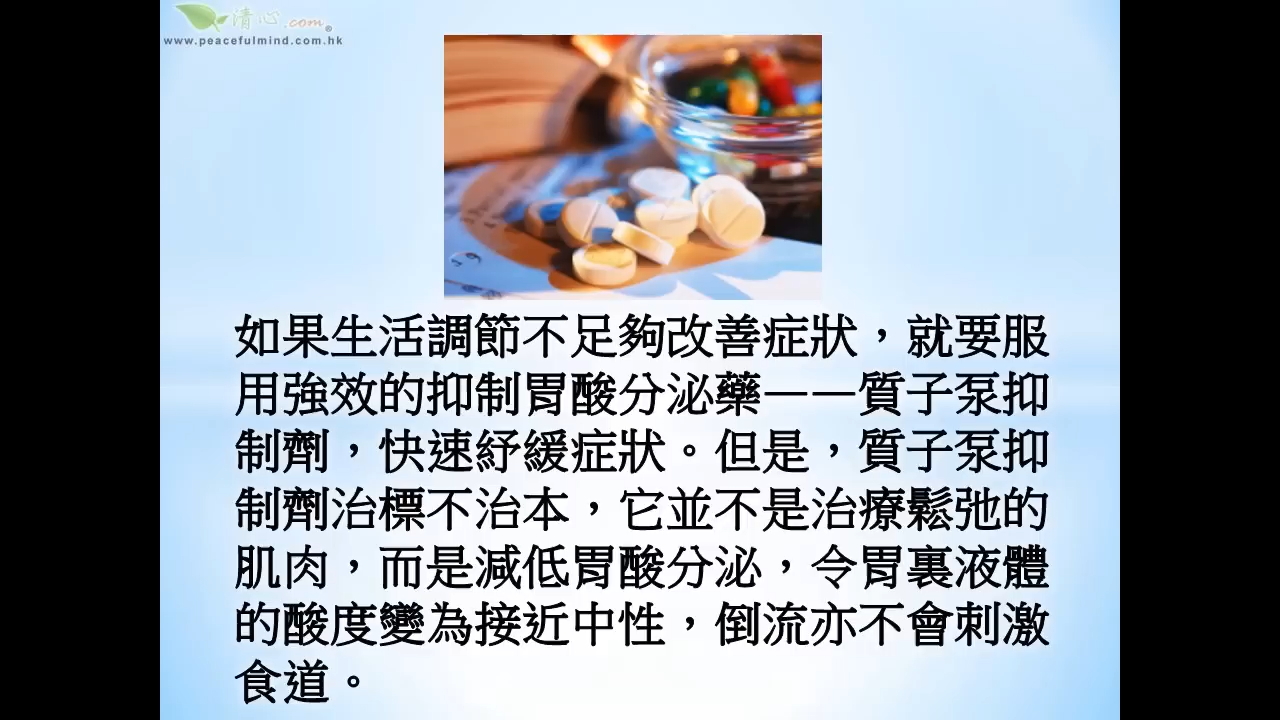 清心.com®
www.peacefulmind.com.hk
如果生活調節不足夠改善症狀，就要服
用強效的抑制胃酸分泌藥——質子泵抑
制劑，快速紓緩症狀。但是，質子泵抑
制劑治標不治本，它並不是治療鬆弛的
肌肉，而是減低胃酸分泌，令胃裏液體
的酸度變為接近中性，倒流亦不會刺激
食道。